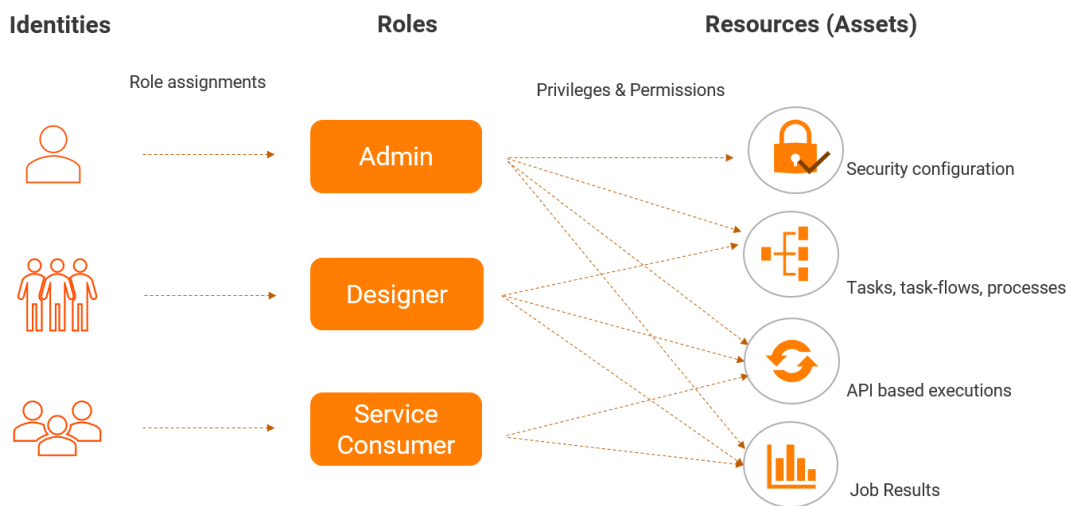 Identities
Roles
Resources (Assets)
Role assignments
Privileges & Permissions
Admin
Security configuration
Designer
Tasks, task-flows, processes
Service
Consumer
API based executions
Job Results